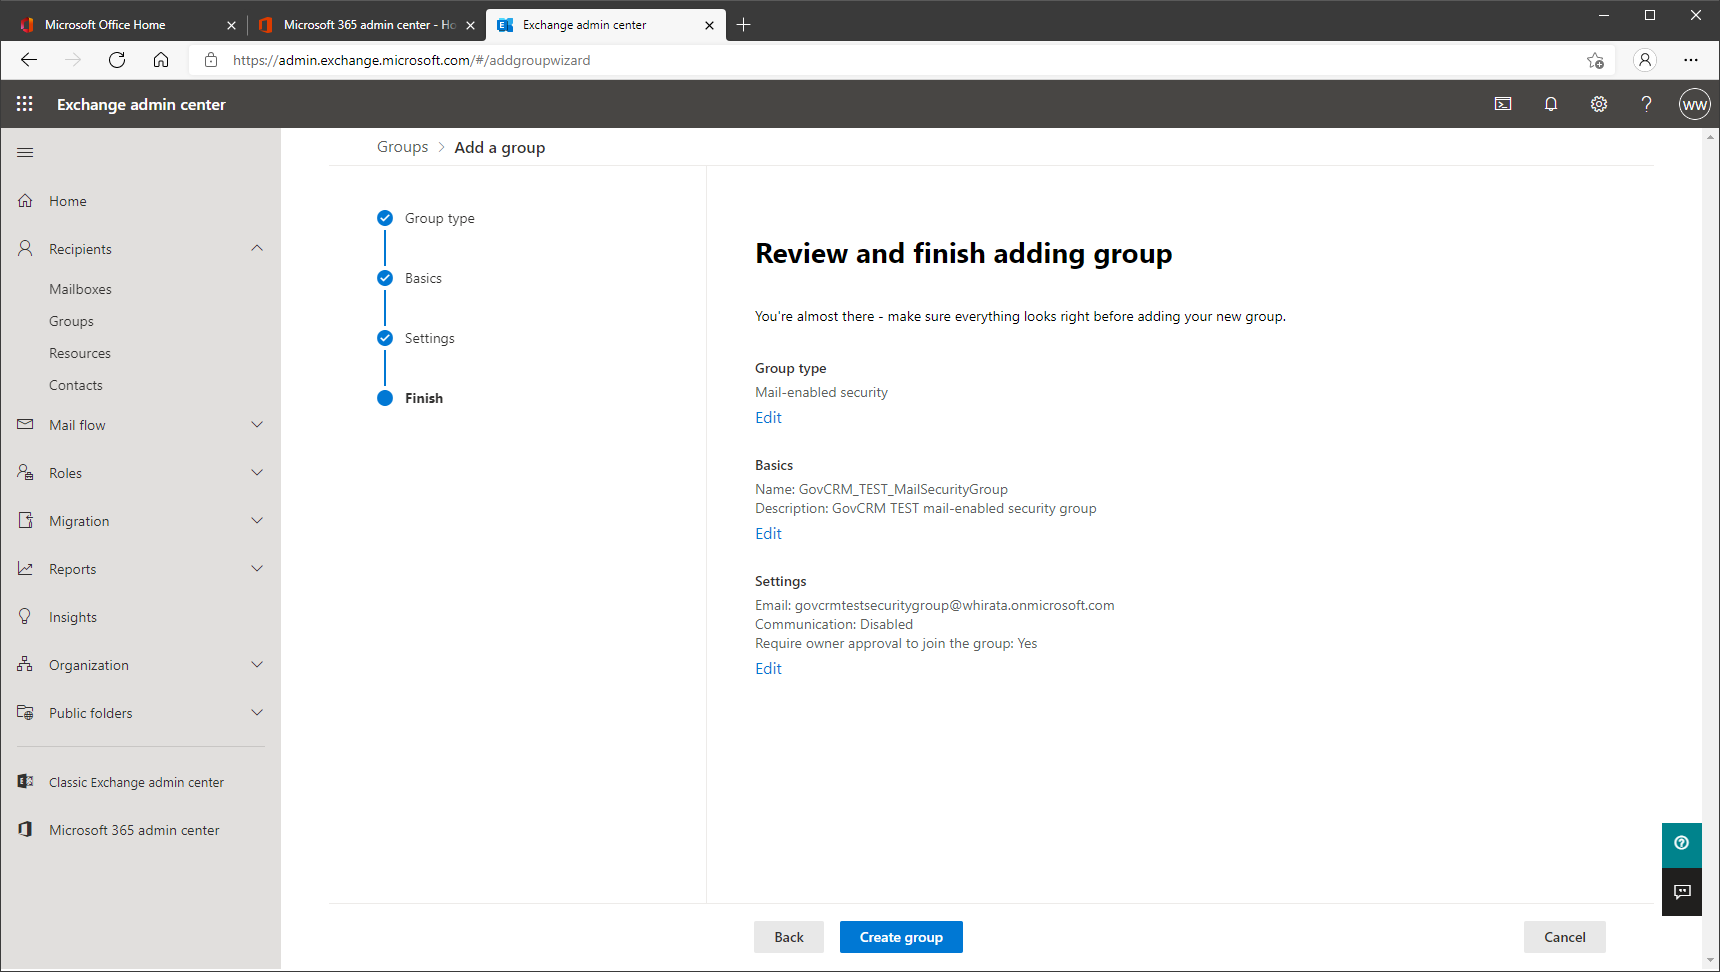 Microsoft Office Home
Microsoft 365 admin center - Ho
Exchange admin center
https://admin.exchange.microsoft.com/#/addgroupwizard
Exchange admin center
WW
Groups > Add a group
Home
Recipients
Mailboxes
Groups
Resources
Contacts
Mail flow
Roles
Migration
Reports
Insights
Organization
Public folders
Classic Exchange admin center
Microsoft 365 admin center
Group type
Basics
Settings
Finish
Review and finish adding group
You're almost there - make sure everything looks right before adding your new group.
Group type
Mail-enabled security
Edit
Basics
Name: GovCRM_TEST_MailSecurityGroup
Description: GovCRM TEST mail-enabled security group
Edit
Settings
Email: govcrmtestsecuritygroup@whirata.onmicrosoft.com
Communication: Disabled
Require owner approval to join the group: Yes
Edit
Back
Create group
Cancel